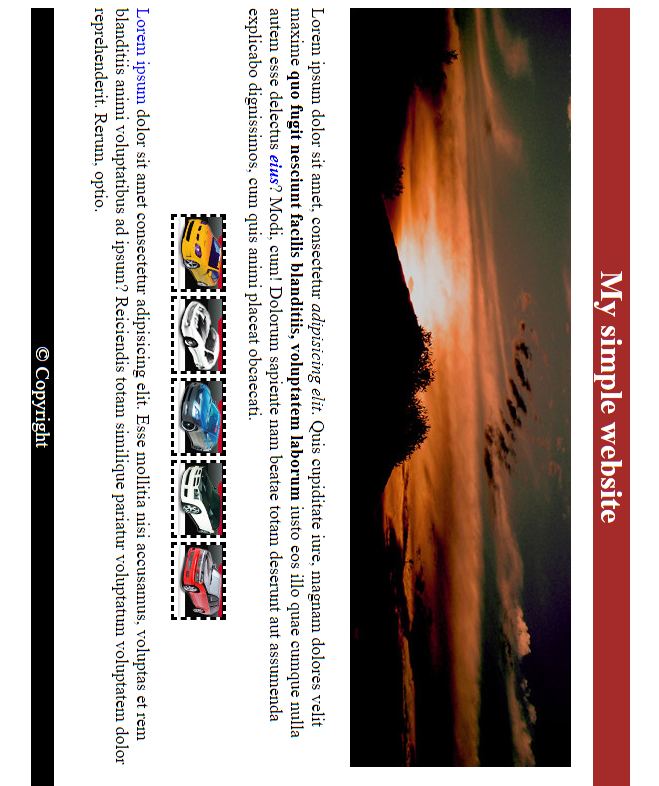 My simple website
Lorem ipsum dolor sit amet, consectetur adipisicing elit. Quis cupiditate iure, magnam dolores velit
maxime quo fugit nesciunt facilis blanditiis, voluptatem laborum iusto eos illo quae cumque nulla
autem esse delectus eius? Modi, cum! Dolorum sapiente nam beatae totam deserunt aut assumenda
explicabo dignissimos, cum quis animi placeat obcaecati.
Lorem ipsum dolor sit amet consectetur adipisicing elit. Esse mollitia nisi accusamus, voluptas et rem
blanditiis animi voluptatibus ad ipsum? Reiciendis totam similique pariatur voluptatum voluptatem dolor
reprehenderit. Rerum, optio.
© Copyright